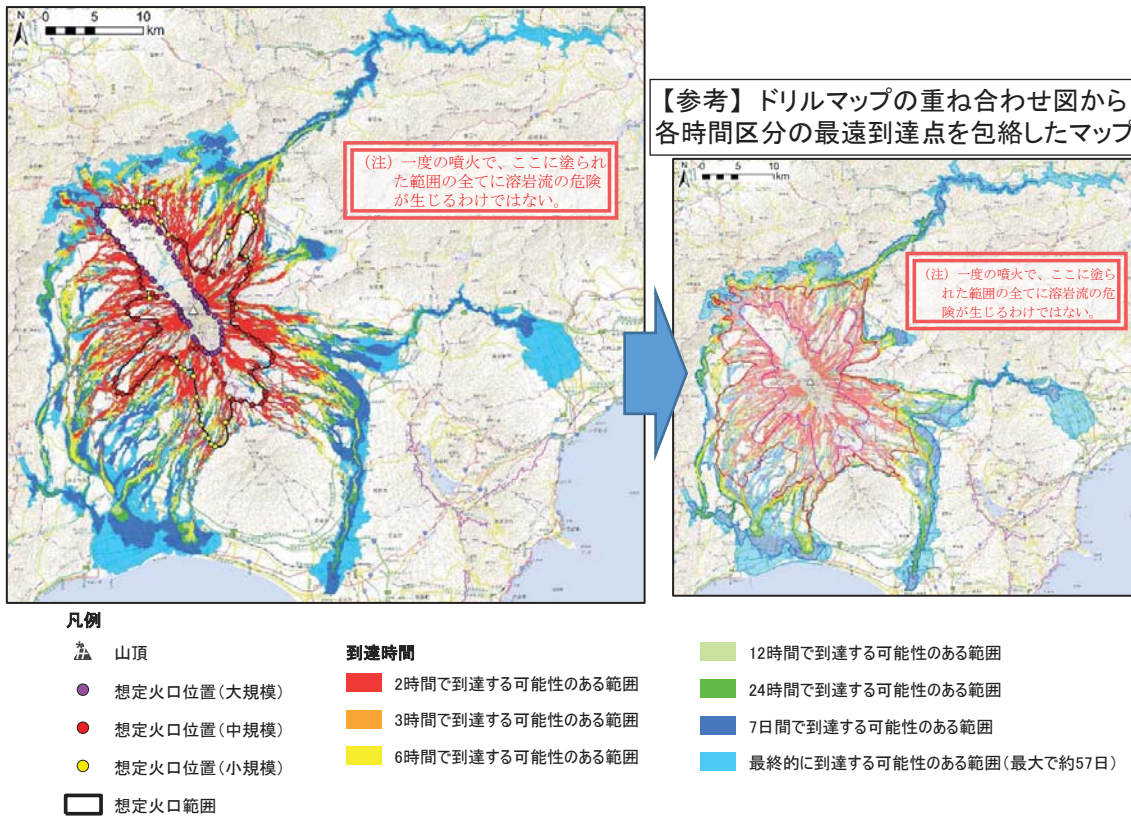 N
0 5 10
km
(注) 一度の噴火で、ここに塗られ
た範囲の全てに溶岩流の危険
が生じるわけではない。
【参考】ドリルマップの重ね合わせ図から
各時間区分の最遠到達点を包絡したマップ
N
0 5 10
km
(注) 一度の噴火で、ここに塗ら
れた範囲の全てに溶岩流の危
険が生じるわけではない。
凡例
山頂
想定火口位置(大規模)
想定火口位置(中規模)
想定火口位置(小規模)
想定火口範囲
到達時間
2時間で到達する可能性のある範囲
3時間で到達する可能性のある範囲
6時間で到達する可能性のある範囲
12時間で到達する可能性のある範囲
24時間で到達する可能性のある範囲
7日間で到達する可能性のある範囲
最終的に到達する可能性のある範囲(最大で約57日)